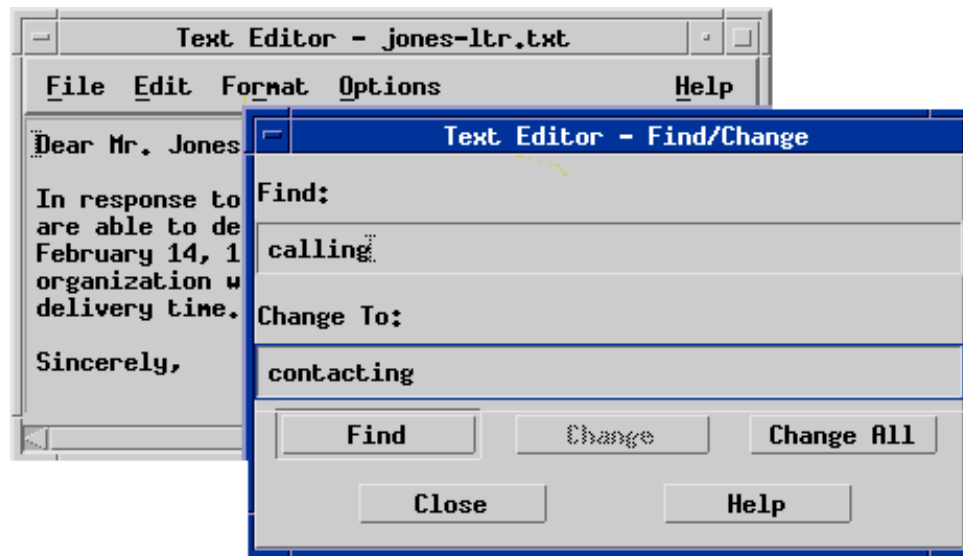 Text Editor - jones-ltr.txt
File Edit Format Options Help
Dear Mr. Jones
In response to
are able to de
February 14, 1
organization w
delivery time.
Sincerely,
Text Editor - Find/Change
Find:
calling
Change To:
contacting
Find Change Change All
Close Help